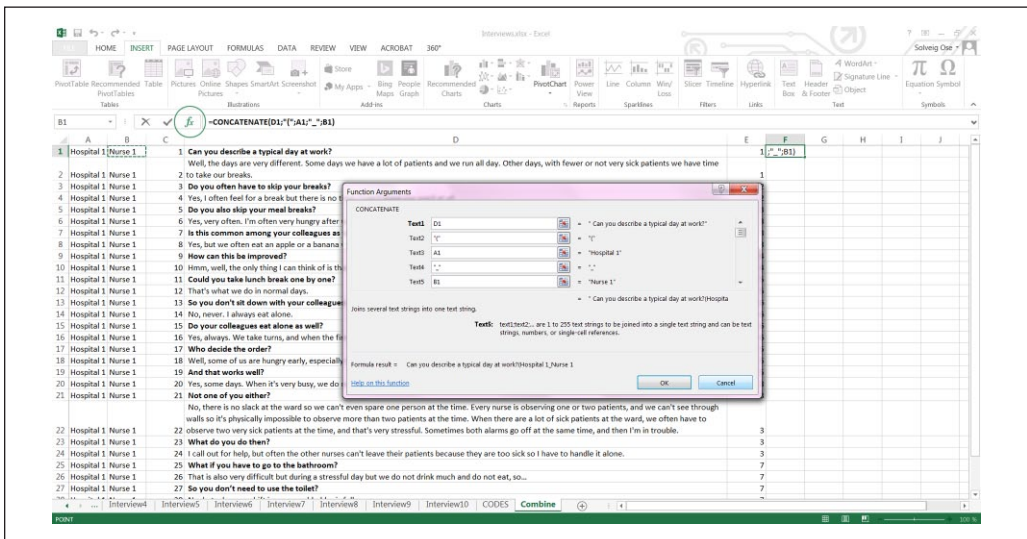 Interviews.xlsx - Excel
HOME INSERT PAGE LAYOUT FORMULAS DATA REVIEW VIEW ACROBAT 360°
Solveig Ose
PivotTable Recommended PivotTables Table
Pictures Online Pictures Shapes SmartArt Screenshot
Store
My Apps
Bing Maps People Graph
Recommended Charts
PivotChart
Power View
Line Column Win/Loss
Slicer Timeline
Hyperlink
Text Box Header & Footer
WordArt
Signature Line
Object
Equation Symbol
Tables Illustrations Add-ins Charts Reports Sparklines Filters Links Text Symbols
B1 fx =CONCATENATE(D1;"(";A1;"_";B1)
A B C D E F G H I J
1 Hospital 1 Nurse 1 1 Can you describe a typical day at work? 1 ;"_";B1)
Well, the days are very different. Some days we have a lot of patients and we run all day. Other days, with fewer or not very sick patients we have time
2 Hospital 1 Nurse 1 2 to take our breaks. 1
3 Hospital 1 Nurse 1 3 Do you often have to skip your breaks?
4 Hospital 1 Nurse 1 4 Yes, I often feel for a break but there is no
5 Hospital 1 Nurse 1 5 Do you also skip your meal breaks?
6 Hospital 1 Nurse 1 6 Yes, very often. I'm often very hungry after
7 Hospital 1 Nurse 1 7 Is this common among your colleagues as
8 Hospital 1 Nurse 1 8 Yes, but we often eat an apple or a banana
9 Hospital 1 Nurse 1 9 How can this be improved?
10 Hospital 1 Nurse 1 10 Hmm, well, the only thing I can think of is th
11 Hospital 1 Nurse 1 11 Could you take lunch break one by one?
12 Hospital 1 Nurse 1 12 That's what we do in normal days.
13 Hospital 1 Nurse 1 13 So you don't sit down with your colleague
14 Hospital 1 Nurse 1 14 No, never. I always eat alone.
15 Hospital 1 Nurse 1 15 Do your colleagues eat alone as well?
16 Hospital 1 Nurse 1 16 Yes, always. We take turns, and when the fi
17 Hospital 1 Nurse 1 17 Who decide the order?
18 Hospital 1 Nurse 1 18 Well, some of us are hungry early, especially
19 Hospital 1 Nurse 1 19 And that works well?
20 Hospital 1 Nurse 1 20 Yes, some days. When it's very busy, we do
21 Hospital 1 Nurse 1 21 Not one of you either?
No, there is no slack at the ward so we can't even spare one person at the time. Every nurse is observing one or two patients, and we can't see through
walls so it's physically impossible to observe more than two patients at the time. When there are a lot of sick patients at the ward, we often have to
22 Hospital 1 Nurse 1 22 observe two very sick patients at the time, and that's very stressful. Sometimes both alarms go off at the same time, and then I'm in trouble. 3
23 Hospital 1 Nurse 1 23 What do you do then? 3
24 Hospital 1 Nurse 1 24 I call out for help, but often the other nurses can't leave their patients because they are too sick so I have to handle it alone. 3
25 Hospital 1 Nurse 1 25 What if you have to go to the bathroom? 7
26 Hospital 1 Nurse 1 26 That is also very difficult but during a stressful day but we do not drink much and do not eat, so... 7
27 Hospital 1 Nurse 1 27 So you don't need to use the toilet? 7
Function Arguments
CONCATENATE
Text1 D1 = " Can you describe a typical day at work?"
Text2 "(" = "("
Text3 A1 = "Hospital 1"
Text4 "_" = "_"
Text5 B1 = "Nurse 1"
= " Can you describe a typical day at work?(Hospita
Joins several text strings into one text string.
Text5: text1;text2;... are 1 to 255 text strings to be joined into a single text string and can be text
strings, numbers, or single-cell references.
Formula result = Can you describe a typical day at work?(Hospital 1_Nurse 1
Help on this function
OK Cancel
... Interview4 Interview5 Interview6 Interview7 Interview8 Interview9 Interview10 CODES Combine
POINT 100 %